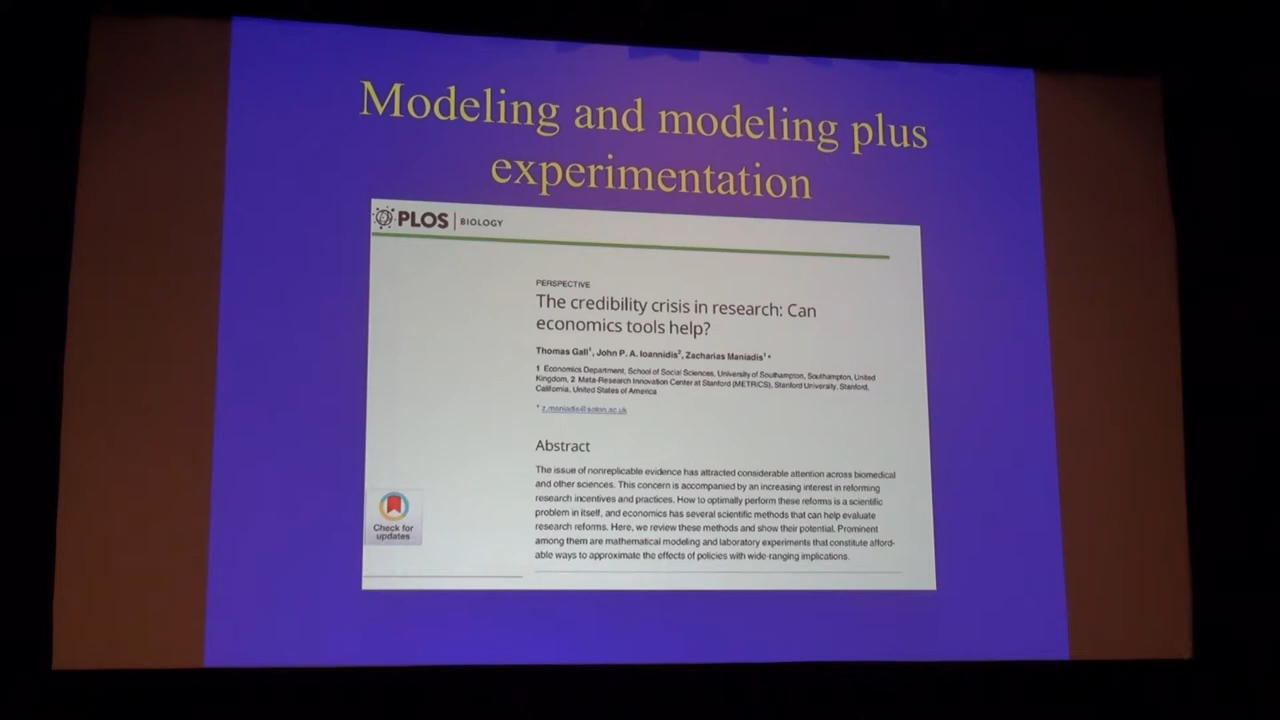 Modeling and modeling plus
experimentation
PLOS | BIOLOGY
PERSPECTIVE
The credibility crisis in research: Can
economics tools help?
Thomas Gall1, John P. A. Ioannidis2, Zacharias Maniadis1*
1 Economics Department, School of Social Sciences, University of Southampton, Southampton, United
Kingdom, 2 Meta-Research Innovation Center at Stanford (METRICS), Stanford University, Stanford,
California, United States of America
* z.maniadis@soton.ac.uk
Abstract
The issue of nonreplicable evidence has attracted considerable attention across biomedical
and other sciences. This concern is accompanied by an increasing interest in reforming
research incentives and practices. How to optimally perform these reforms is a scientific
problem in itself, and economics has several scientific methods that can help evaluate
research reforms. Here, we review these methods and show their potential. Prominent
among them are mathematical modeling and laboratory experiments that constitute afford-
able ways to approximate the effects of policies with wide-ranging implications.
Check for
updates